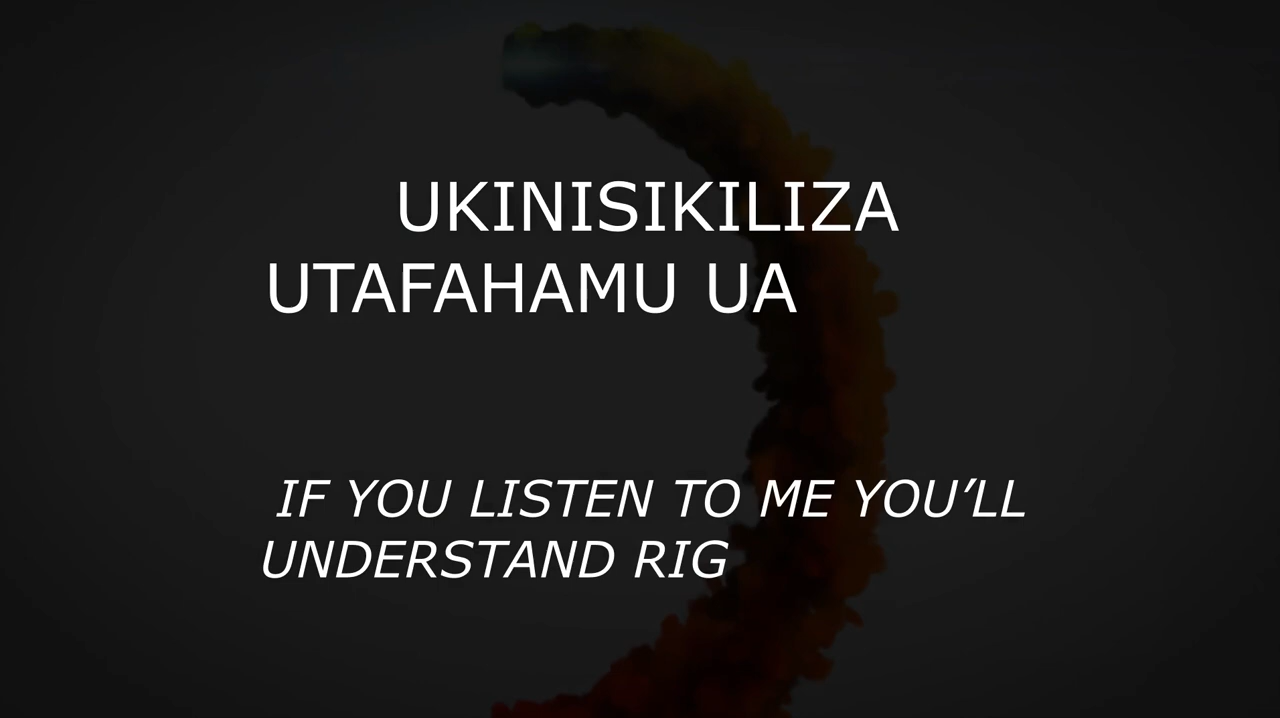 UKINISIKILIZA
UTAFAHAMU UA
IF YOU LISTEN TO ME YOU’LL
UNDERSTAND RIG